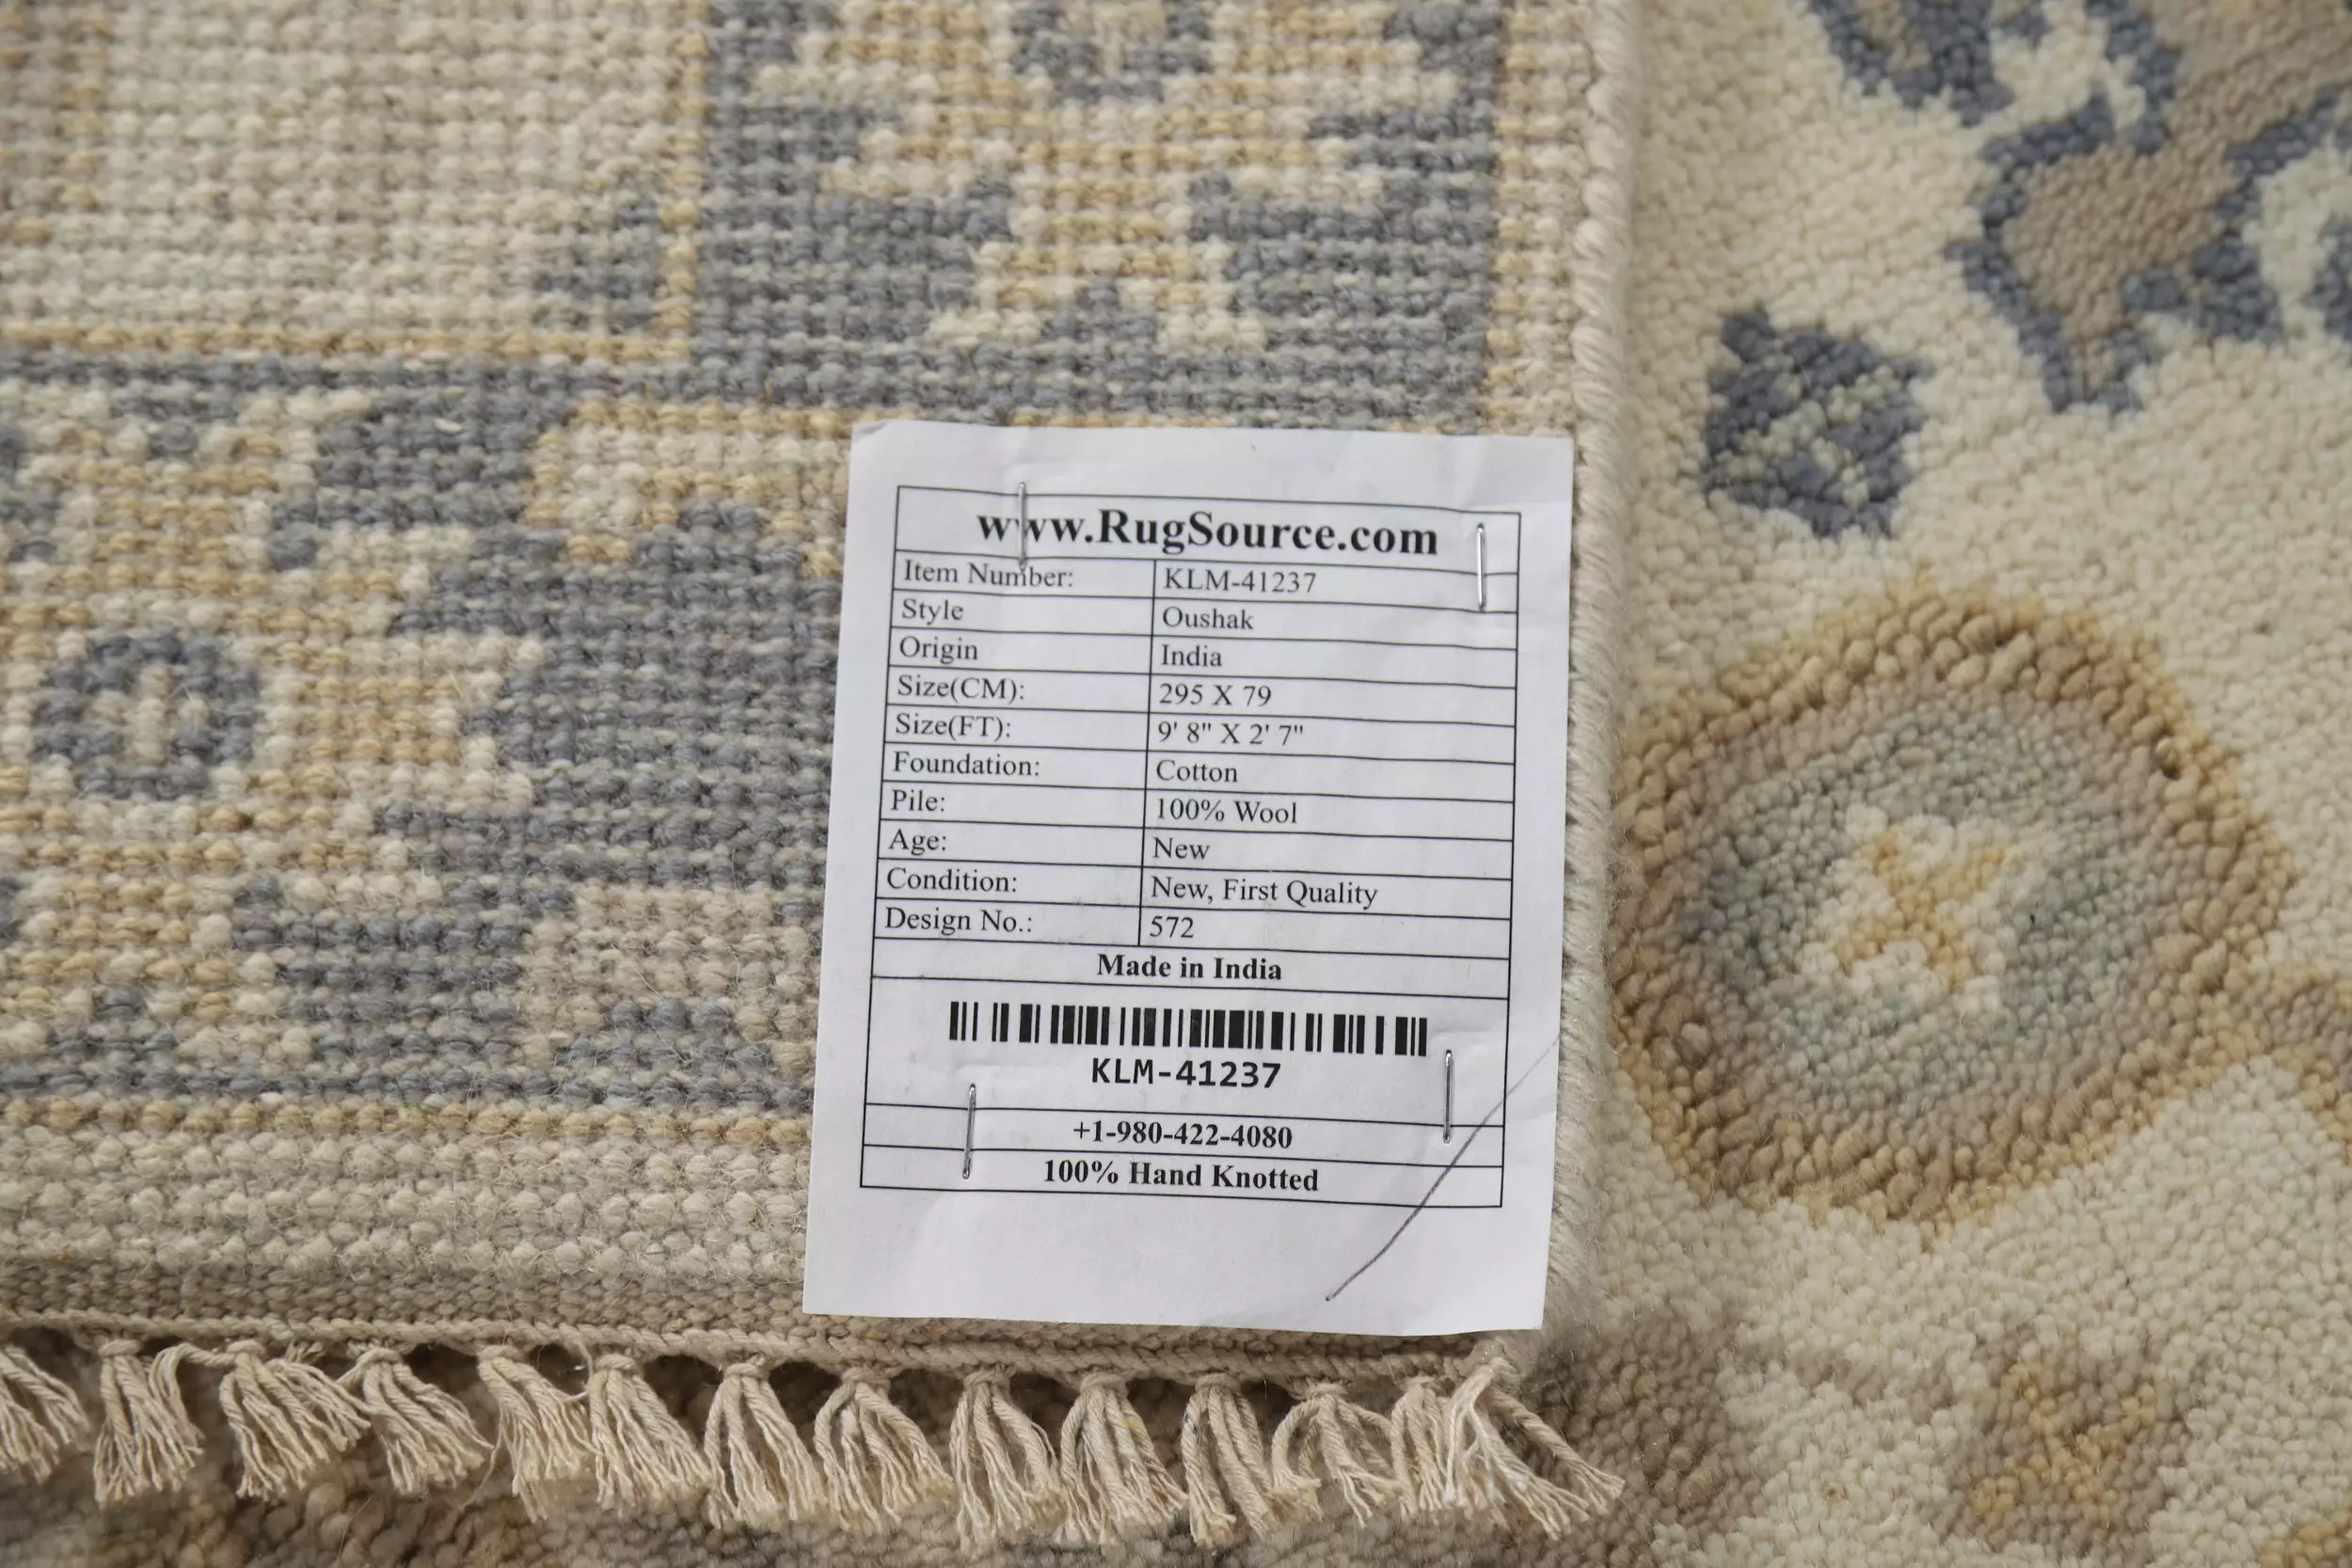 www.RugSource.com
Item Number: KLM-41237
Style Oushak
Origin India
Size(CM): 295 X 79
Size(FT): 9' 8" X 2' 7"
Foundation: Cotton
Pile: 100% Wool
Age: New
Condition: New, First Quality
Design No.: 572
Made in India
KLM-41237
+1-980-422-4080
100% Hand Knotted